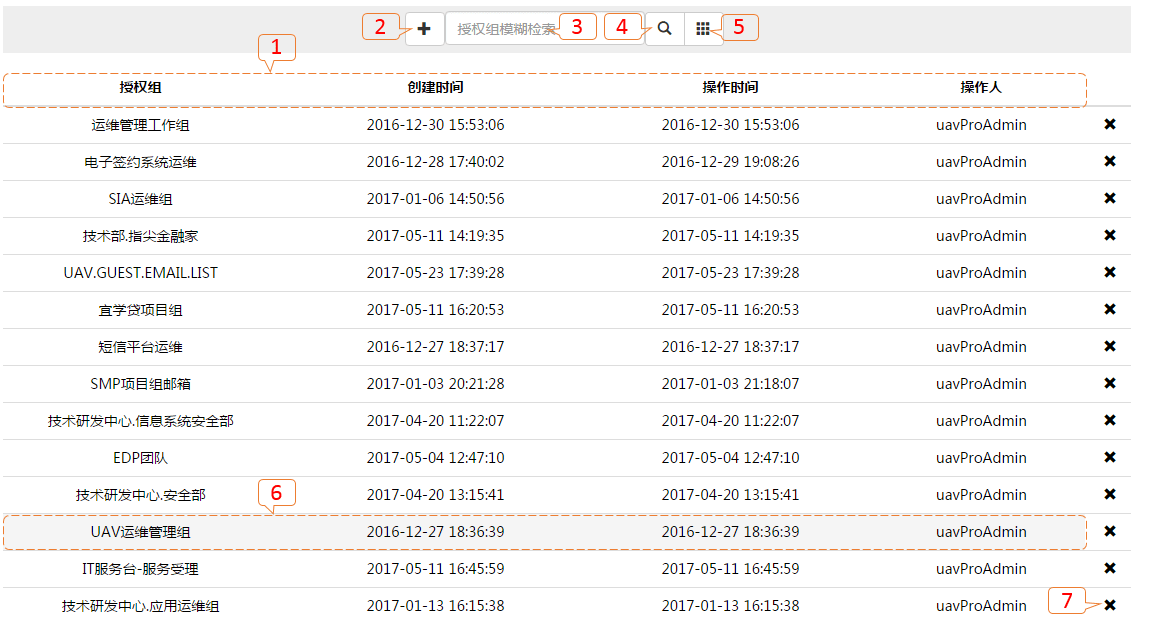 2 授权组模糊检索 3 4 5
1
授权组 创建时间 操作时间 操作人
运维管理工作组 2016-12-30 15:53:06 2016-12-30 15:53:06 uavProAdmin
电子签约系统运维 2016-12-28 17:40:02 2016-12-29 19:08:26 uavProAdmin
SIA运维组 2017-01-06 14:50:56 2017-01-06 14:50:56 uavProAdmin
技术部.指尖金融家 2017-05-11 14:19:35 2017-05-11 14:19:35 uavProAdmin
UAV.GUEST.EMAIL.LIST 2017-05-23 17:39:28 2017-05-23 17:39:28 uavProAdmin
宜学贷项目组 2017-05-11 16:20:53 2017-05-11 16:20:53 uavProAdmin
短信平台运维 2016-12-27 18:37:17 2016-12-27 18:37:17 uavProAdmin
SMP项目组邮箱 2017-01-03 20:21:28 2017-01-03 21:18:07 uavProAdmin
技术研发中心.信息系统安全部 2017-04-20 11:22:07 2017-04-20 11:22:07 uavProAdmin
EDP团队 2017-05-04 12:47:10 2017-05-04 12:47:10 uavProAdmin
技术研发中心.安全部 2017-04-20 13:15:41 2017-04-20 13:15:41 uavProAdmin
6
UAV运维管理组 2016-12-27 18:36:39 2016-12-27 18:36:39 uavProAdmin
IT服务台-服务受理 2017-05-11 16:45:59 2017-05-11 16:45:59 uavProAdmin
技术研发中心.应用运维组 2017-01-13 16:15:38 2017-01-13 16:15:38 uavProAdmin 7